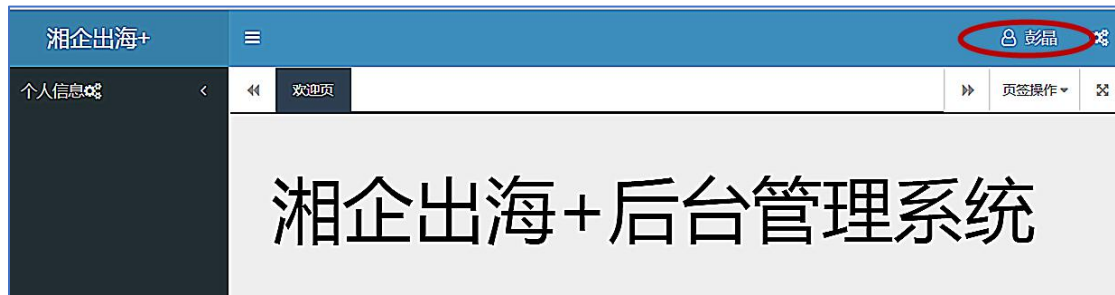 湘企出海+
彭晶
个人信息
欢迎页
页签操作
湘企出海+后台管理系统